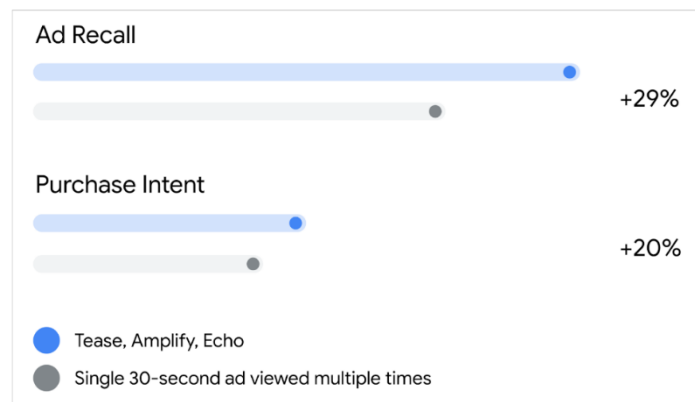 Ad Recall
+29%
Purchase Intent
+20%
Tease, Amplify, Echo
Single 30-second ad viewed multiple times